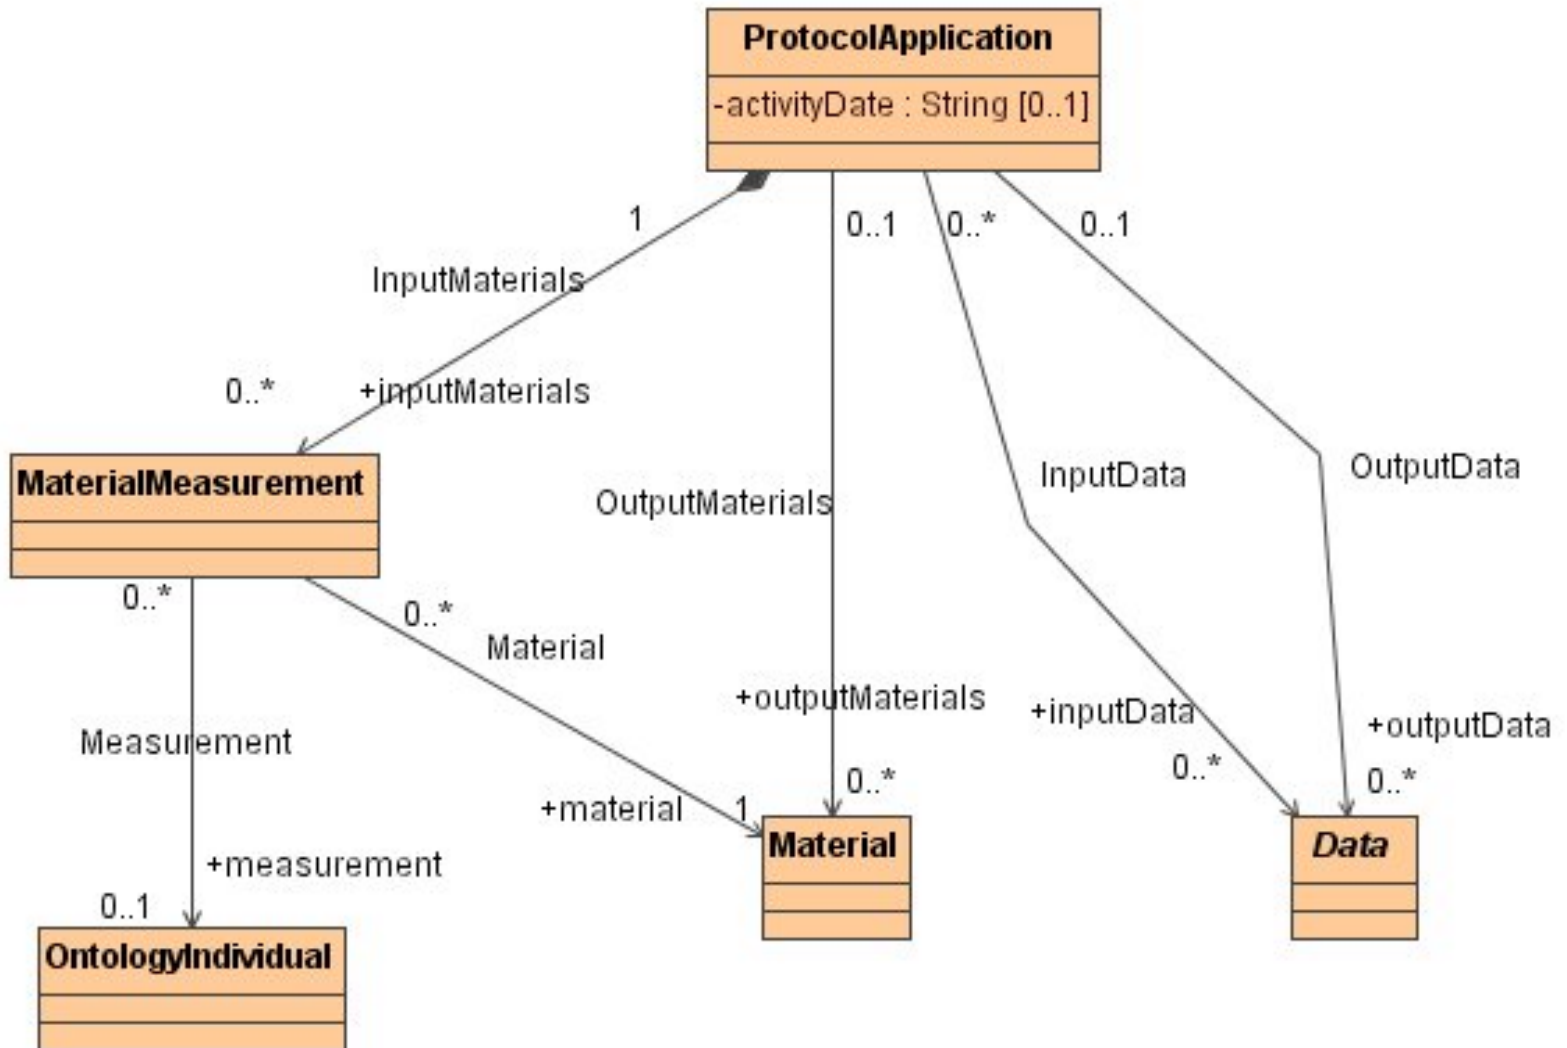 ProtocolApplication
-activityDate : String [0..1]
1
0..1
0..*
0..1
InputMaterials
0..*
+inputMaterials
InputData
OutputData
MaterialMeasurement
OutputMaterials
0..*
0..*
Material
+outputMaterials
+inputData
+outputData
Measurement
0..*
0..*
0..*
+material
1
Material
Data
+measurement
0..1
OntologyIndividual